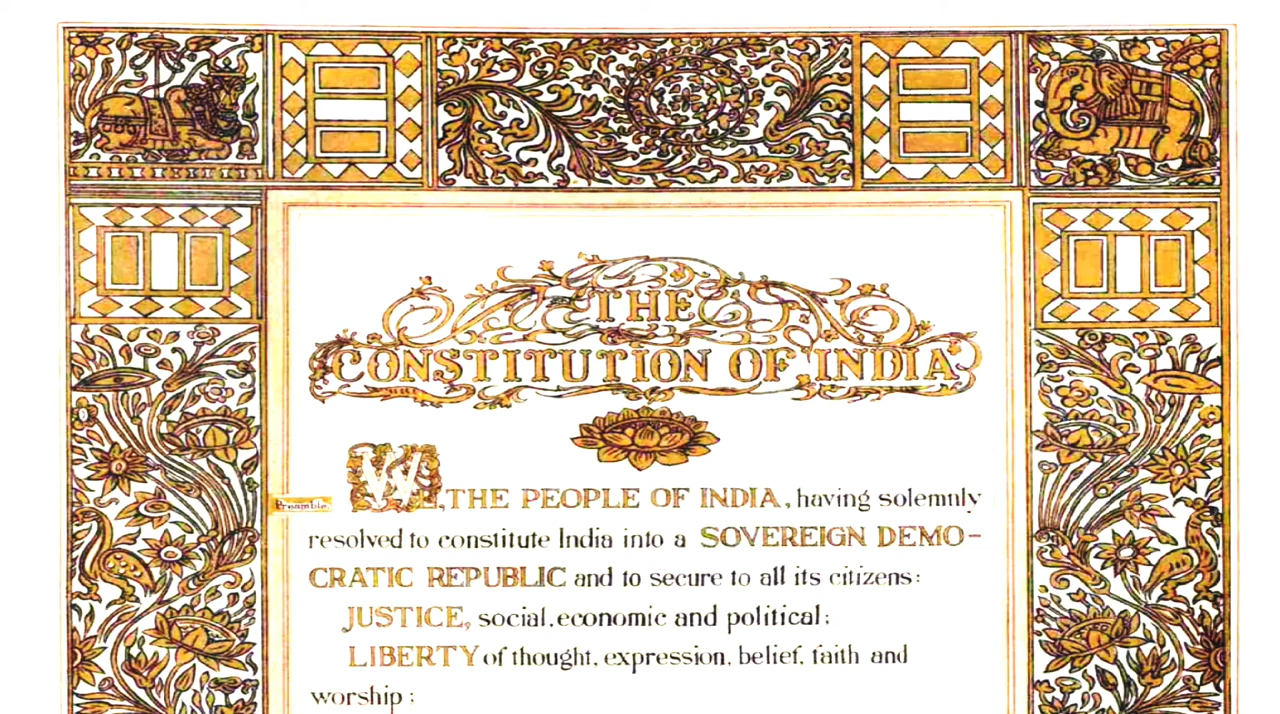 THE
CONSTITUTION OF INDIA
WE, THE PEOPLE OF INDIA, having solemnly
Preamble.
resolved to constitute India into a SOVEREIGN DEMO-
CRATIC REPUBLIC and to secure to all its citizens:
JUSTICE, social, economic and political;
LIBERTY of thought, expression, belief, faith and
worship;